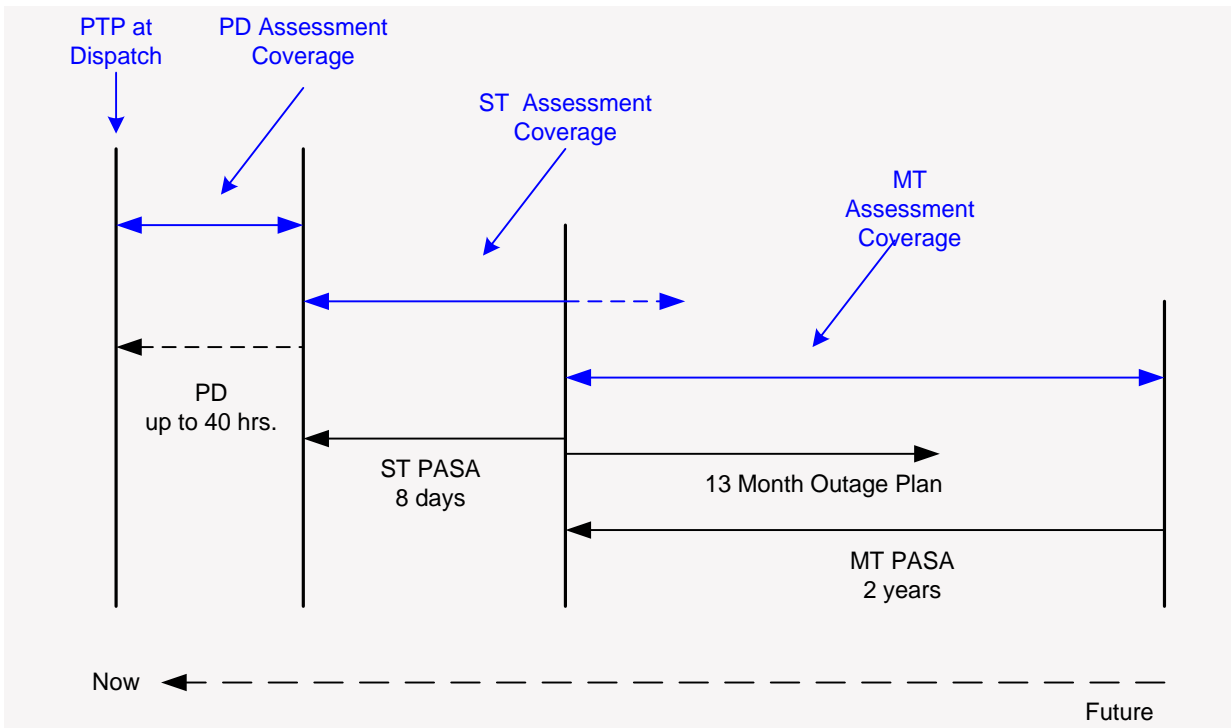 PTP at
Dispatch
PD Assessment
Coverage
ST Assessment
Coverage
MT
Assessment
Coverage
PD
up to 40 hrs.
ST PASA
8 days
13 Month Outage Plan
MT PASA
2 years
Now
Future